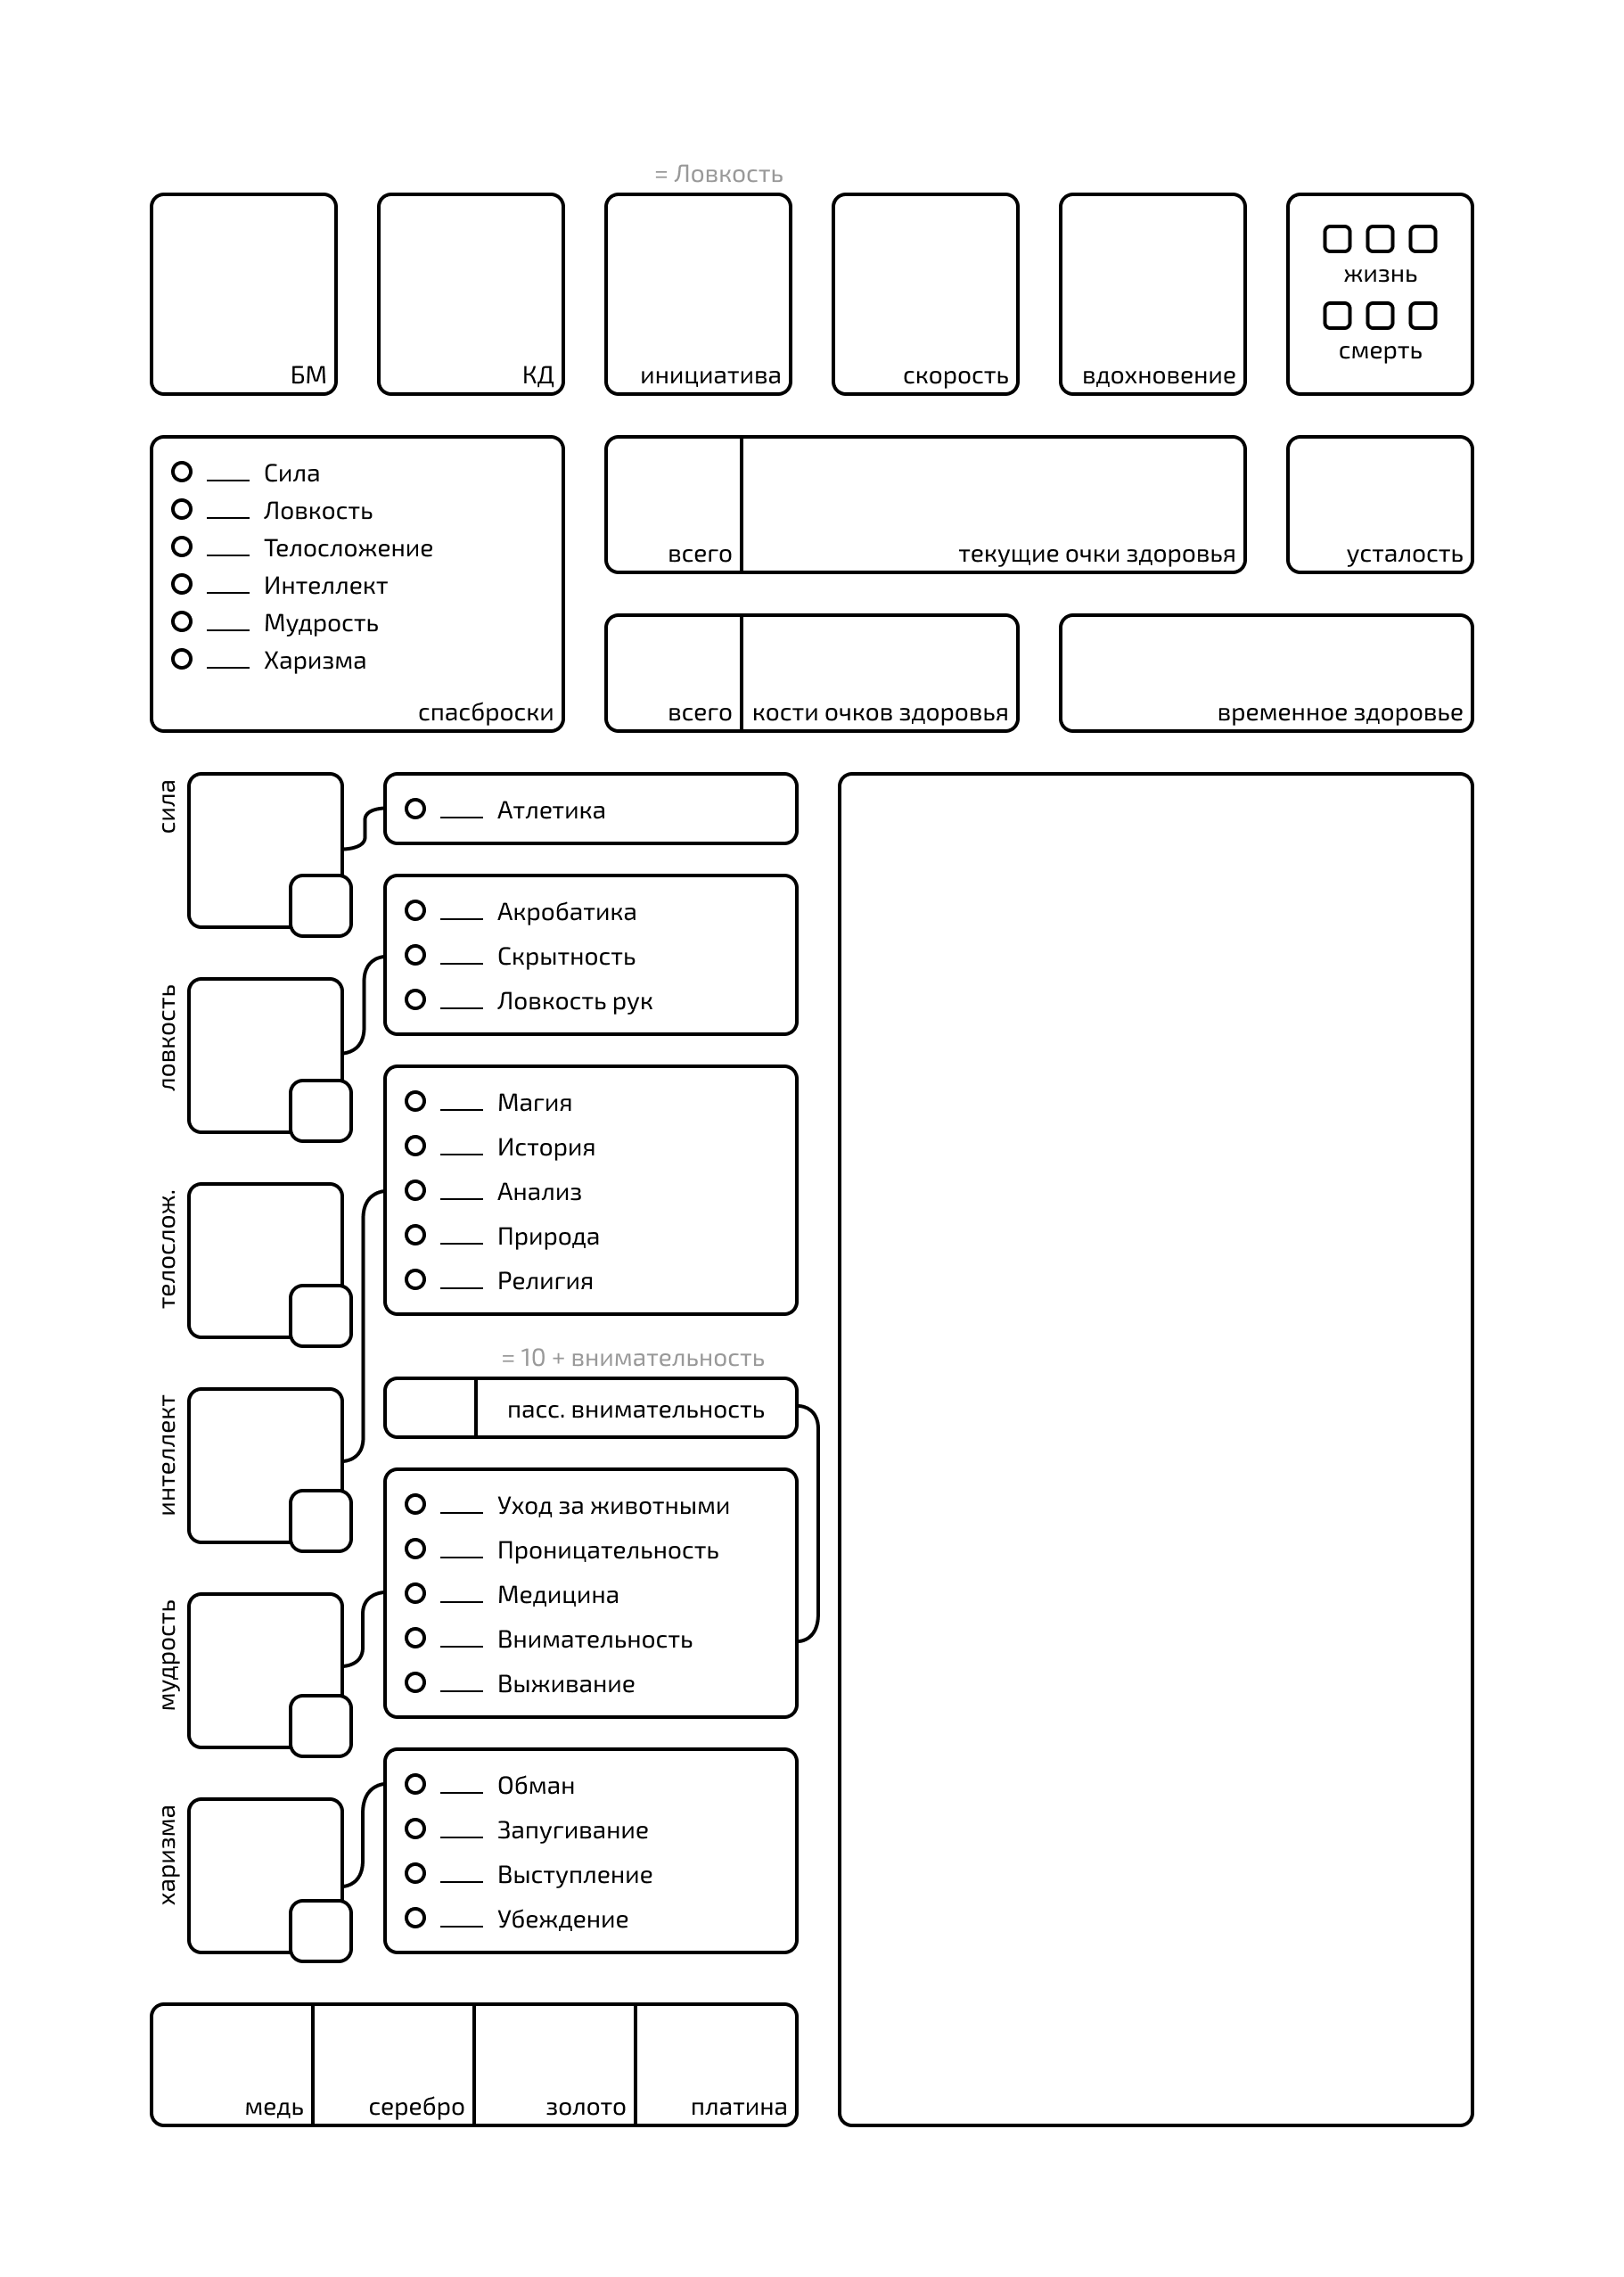 = Ловкость
БМ
КД
инициатива
скорость
вдохновение
жизнь
смерть
Сила
Ловкость
Телосложение
Интеллект
Мудрость
Харизма
спасброски
всего
текущие очки здоровья
усталость
всего
кости очков здоровья
временное здоровье
сила
Атлетика
ловкость
Акробатика
Скрытность
Ловкость рук
телослож.
Магия
История
Анализ
Природа
Религия
интеллект
= 10 + внимательность
пасс. внимательность
мудрость
Уход за животными
Проницательность
Медицина
Внимательность
Выживание
харизма
Обман
Запугивание
Выступление
Убеждение
медь
серебро
золото
платина